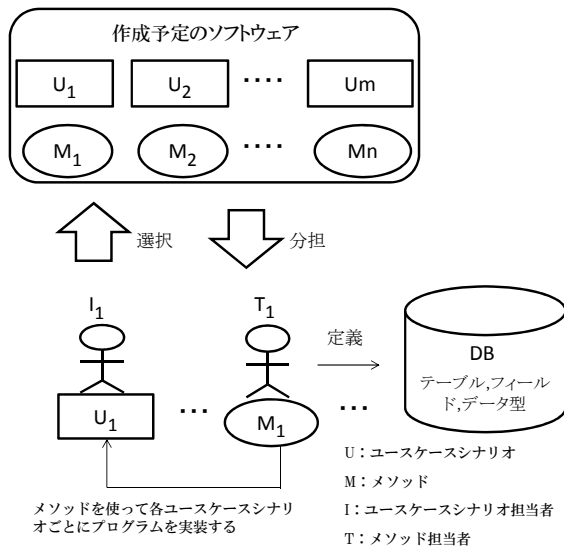 作成予定のソフトウェア
U1 U2 ···· Um
M1 M2 ···· Mn
選択 分担
I1 T1
定義
DB
テーブル,フィール
ド,データ型
U1 ··· M1 ···
U：ユースケースシナリオ
M：メソッド
I：ユースケースシナリオ担当者
T：メソッド担当者
メソッドを使って各ユースケースシナリ
オごとにプログラムを実装する